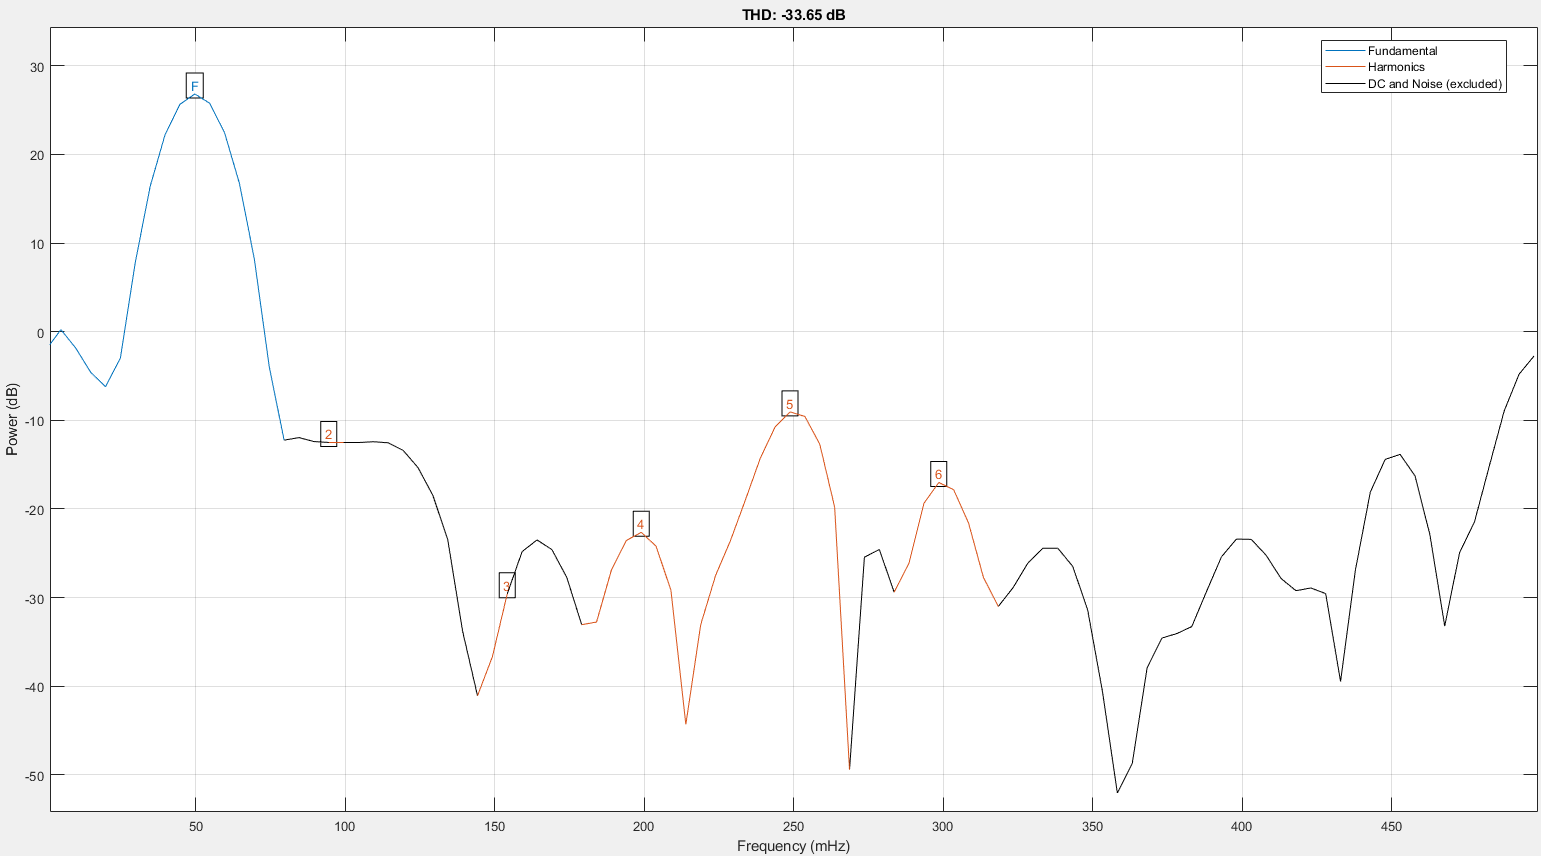 THD: -33.65 dB
Fundamental
Harmonics
DC and Noise (excluded)
F
2
3
4
5
6
30
20
10
0
-10
-20
-30
-40
-50
Power (dB)
50 100 150 200 250 300 350 400 450
Frequency (mHz)